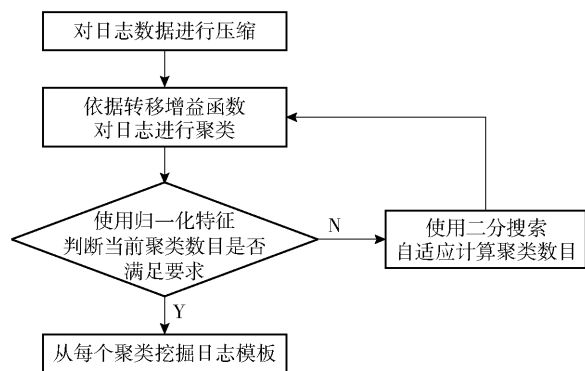 对日志数据进行压缩
依据转移增益函数
对日志进行聚类
使用归一化特征
判断当前聚类数目是否
满足要求
N
使用二分搜索
自适应计算聚类数目
Y
从每个聚类挖掘日志模板